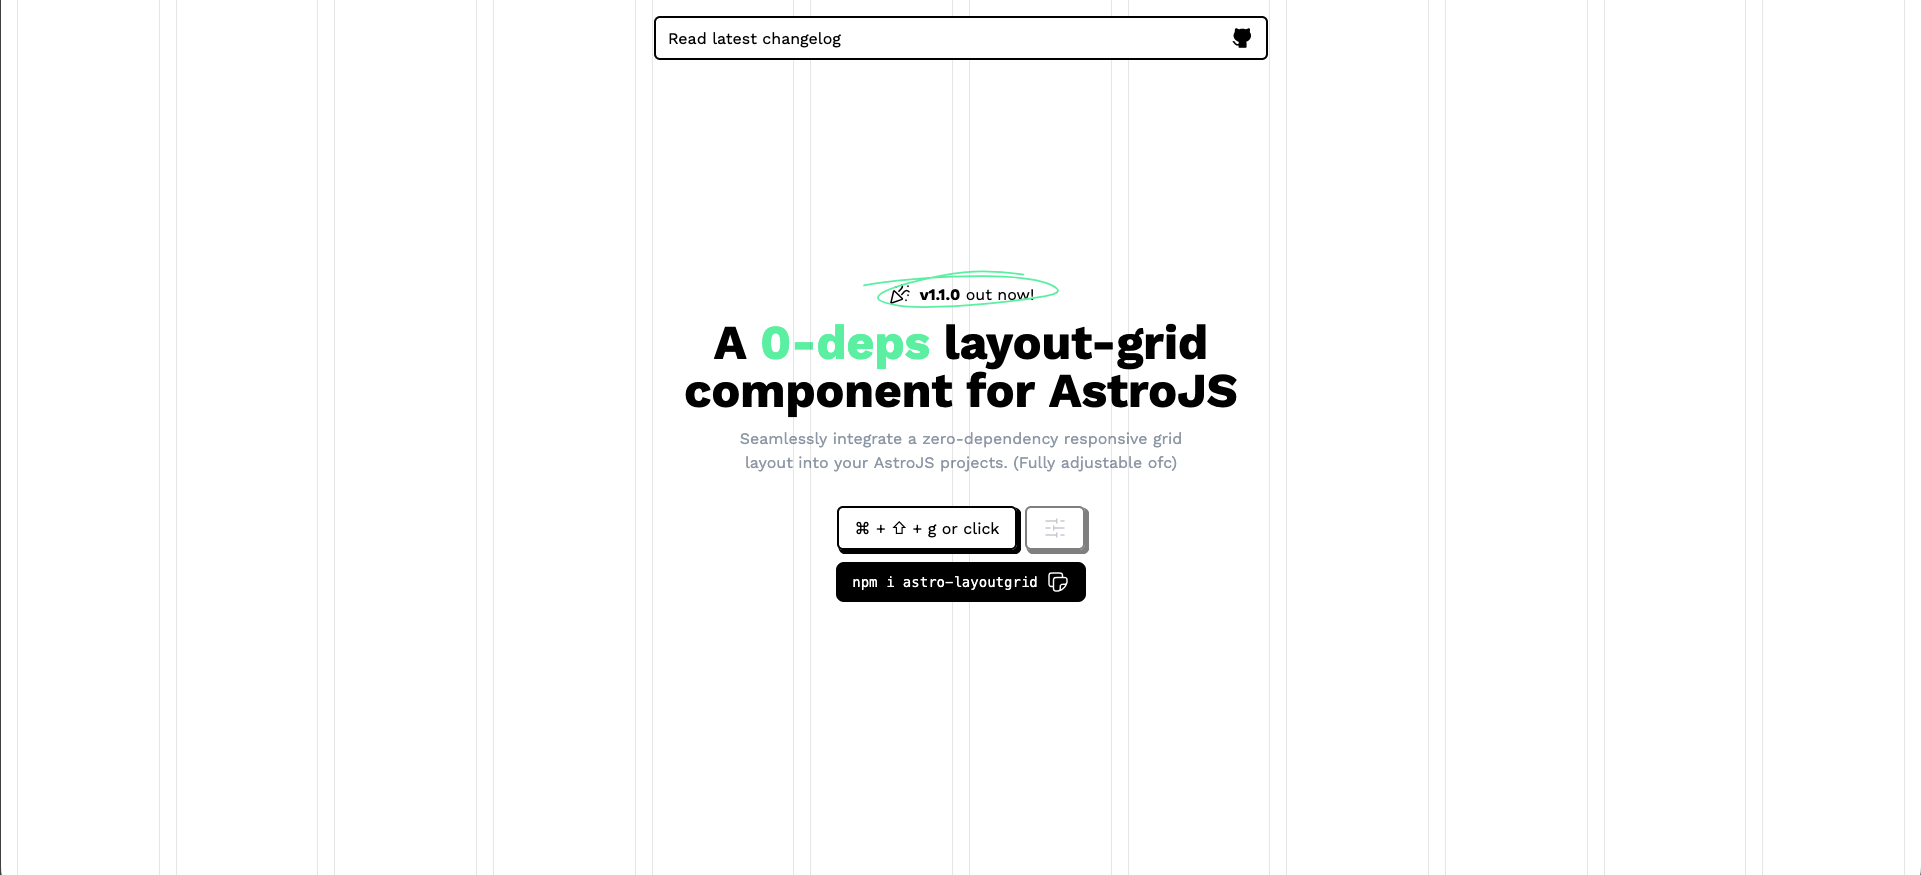 Read latest changelog
v1.1.0 out now!
A 0-deps layout-grid
component for AstroJS
Seamlessly integrate a zero-dependency responsive grid
layout into your AstroJS projects. (Fully adjustable ofc)
⌘ + ⇧ + g or click
npm i astro-layoutgrid